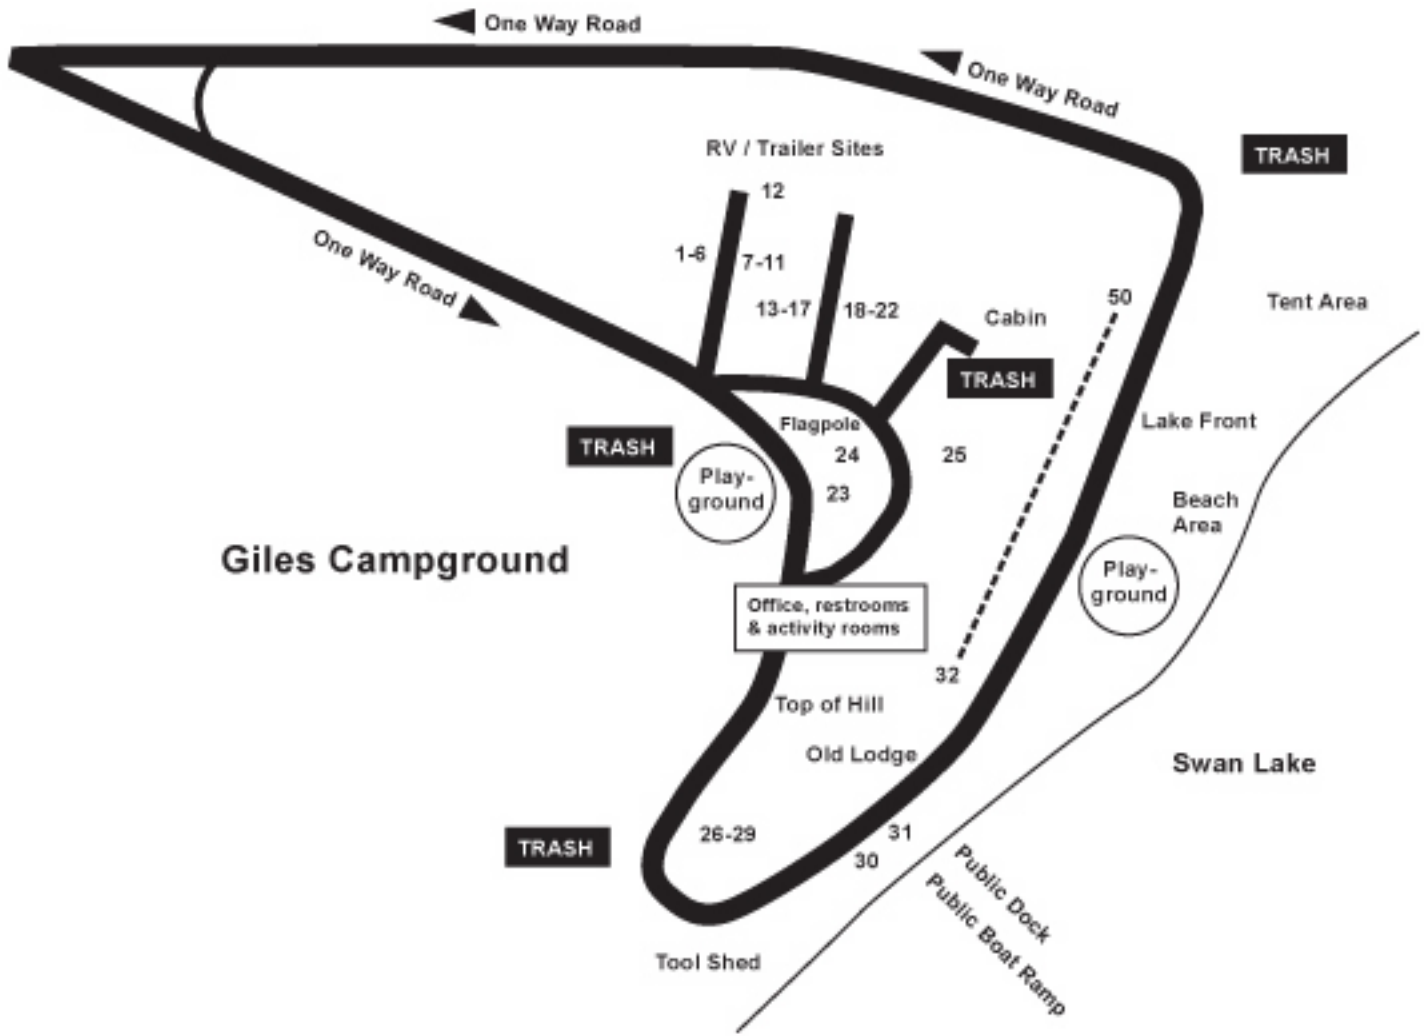 One Way Road
One Way Road
TRASH
RV / Trailer Sites
12
1-6
7-11
One Way Road
13-17
18-22
50
Tent Area
Cabin
TRASH
Flagpole
Lake Front
TRASH
24
25
Play-
ground
23
Beach
Area
Giles Campground
Play-
ground
Office, restrooms
& activity rooms
32
Top of Hill
Old Lodge
Swan Lake
26-29
31
TRASH
30
Public Dock
Public Boat Ramp
Tool Shed